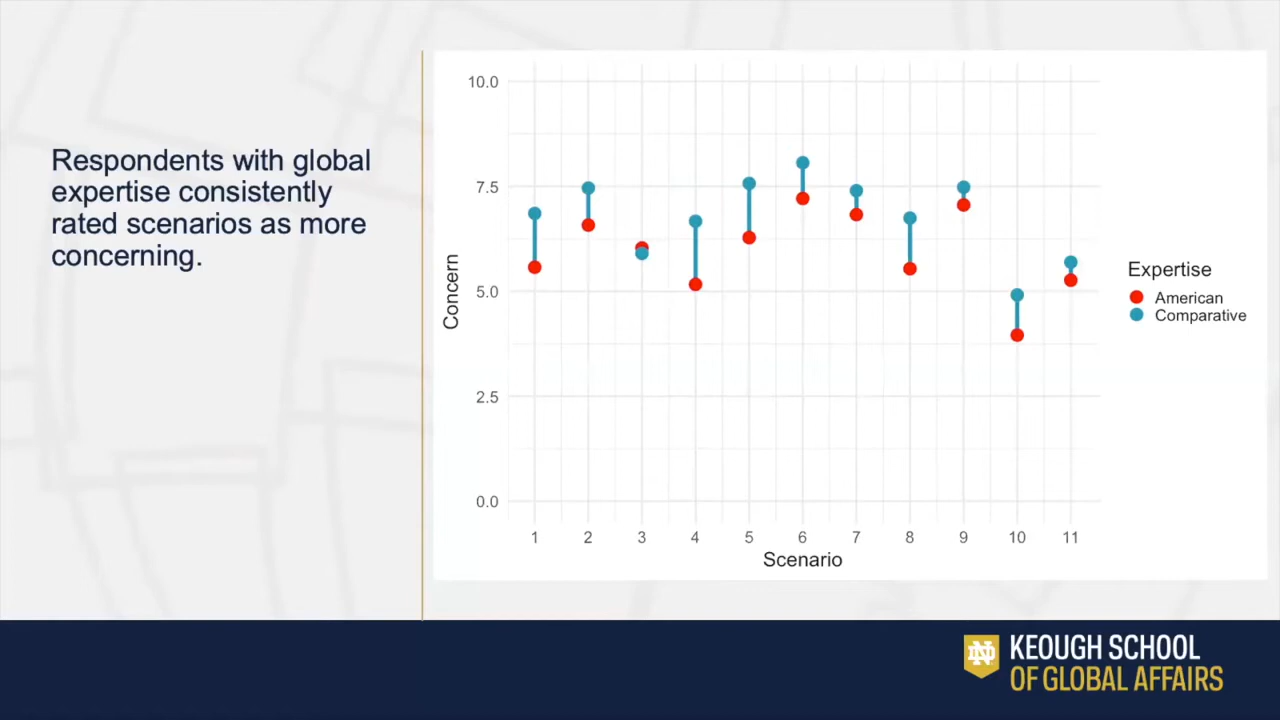 Respondents with global
expertise consistently
rated scenarios as more
concerning.
10.0
7.5
5.0
2.5
0.0
Concern
1 2 3 4 5 6 7 8 9 10 11
Scenario
Expertise
American
Comparative
ND
KEOUGH SCHOOL
OF GLOBAL AFFAIRS